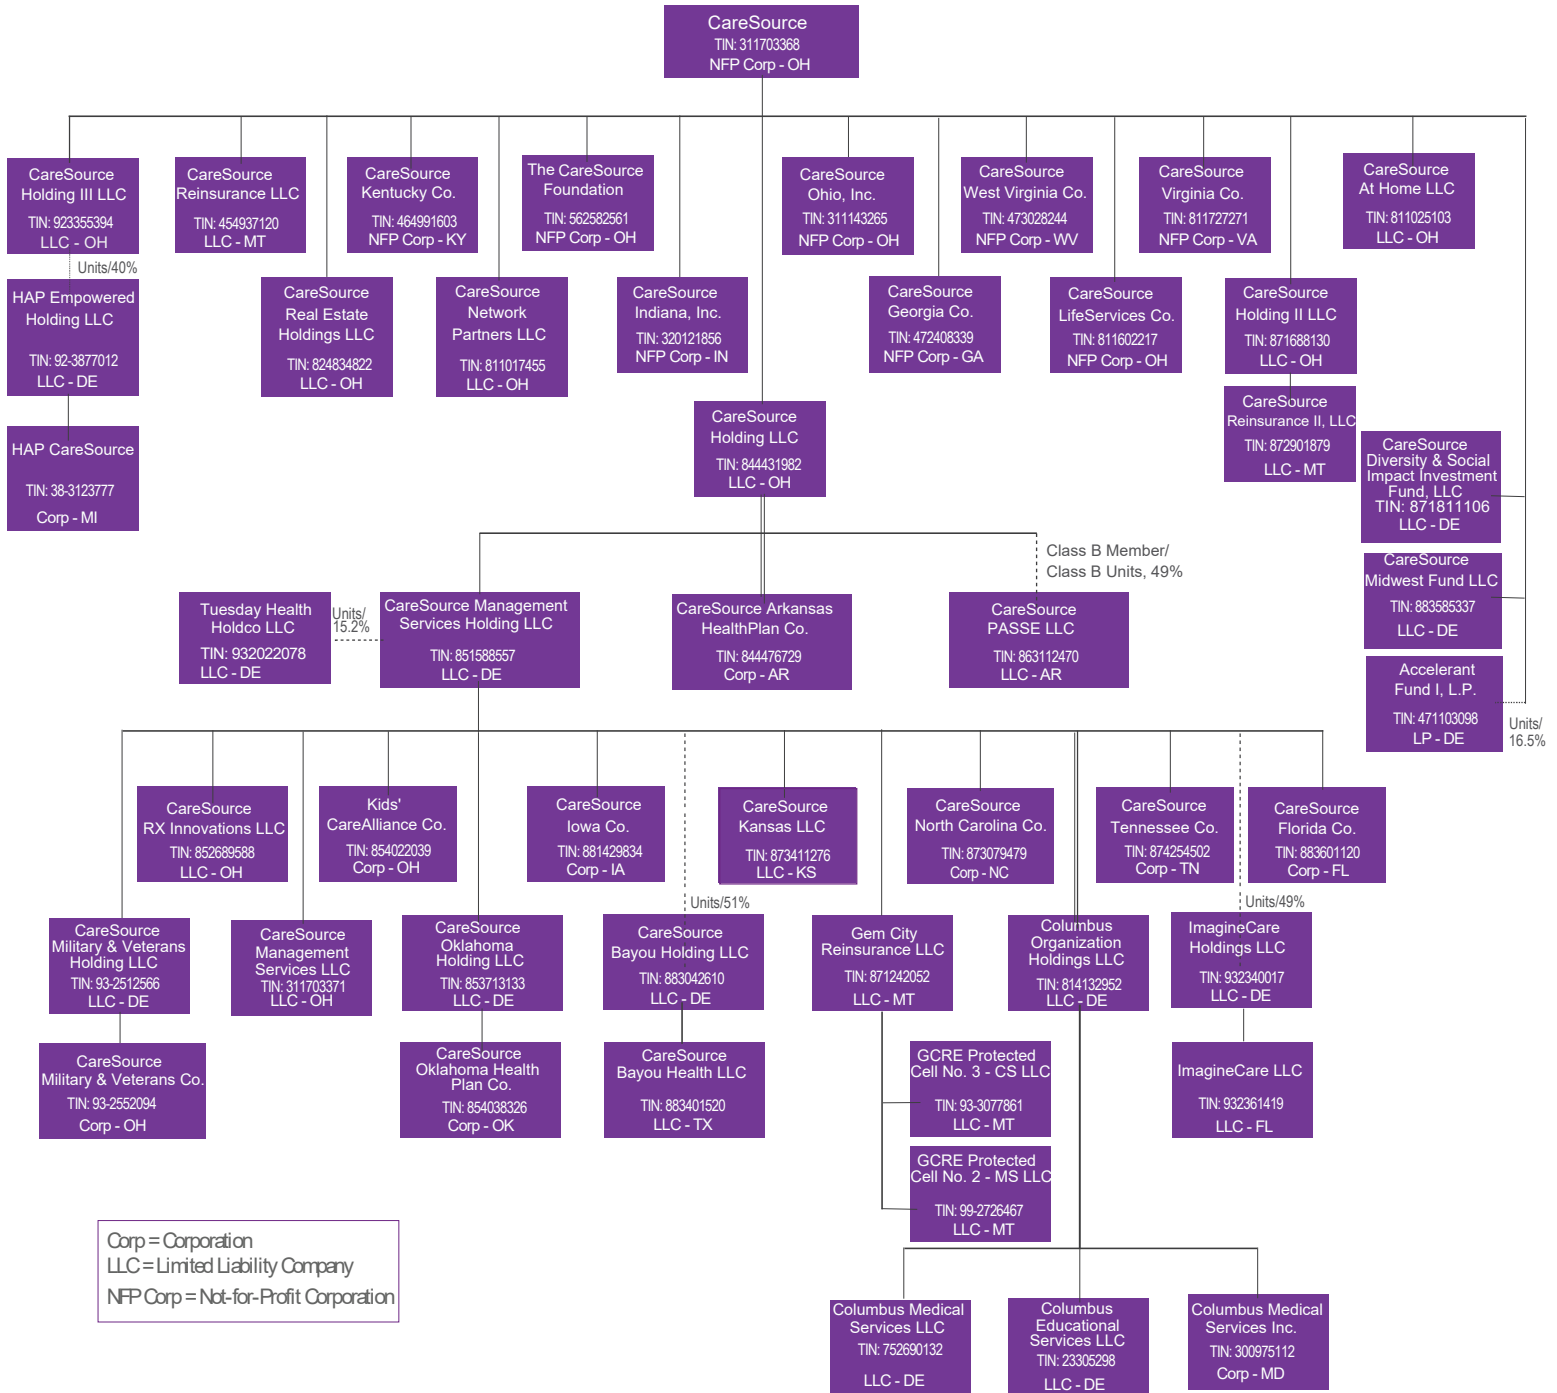 CareSource
TIN: 311703368
NFP Corp - OH
CareSource
Holding III LLC
TIN: 923355394
LLC - OH
CareSource
Reinsurance LLC
TIN: 454937120
LLC - MT
CareSource
Kentucky Co.
TIN: 464991603
NFP Corp - KY
The CareSource
Foundation
TIN: 562582561
NFP Corp - OH
CareSource
Ohio, Inc.
TIN: 311143265
NFP Corp - OH
CareSource
West Virginia Co.
TIN: 473028244
NFP Corp - WV
CareSource
Virginia Co.
TIN: 811727271
NFP Corp - VA
CareSource
At Home LLC
TIN: 811025103
LLC - OH
Units/40%
HAP Empowered
Holding LLC
TIN: 92-3877012
LLC - DE
CareSource
Real Estate
Holdings LLC
TIN: 824834822
LLC - OH
CareSource
Network
Partners LLC
TIN: 811017455
LLC - OH
CareSource
Indiana, Inc.
TIN: 320121856
NFP Corp - IN
CareSource
Georgia Co.
TIN: 472408339
NFP Corp - GA
CareSource
LifeServices Co.
TIN: 811602217
NFP Corp - OH
CareSource
Holding II LLC
TIN: 871688130
LLC - OH
HAP CareSource
TIN: 38-3123777
Corp - MI
CareSource
Holding LLC
TIN: 844431982
LLC - OH
CareSource
Reinsurance II, LLC
TIN: 872901879
LLC - MT
CareSource
Diversity & Social
Impact Investment
Fund, LLC
TIN: 871811106
LLC - DE
Class B Member/
Class B Units, 49%
CareSource
Midwest Fund LLC
TIN: 883585337
LLC - DE
Tuesday Health
Holdco LLC
TIN: 932022078
LLC - DE
Units/
15.2%
CareSource Management
Services Holding LLC
TIN: 851588557
LLC - DE
CareSource Arkansas
HealthPlan Co.
TIN: 844476729
Corp - AR
CareSource
PASSE LLC
TIN: 863112470
LLC - AR
Accelerant
Fund I, L.P.
TIN: 471103098
LP - DE
Units/
16.5%
CareSource
RX Innovations LLC
TIN: 852689588
LLC - OH
Kids'
CareAlliance Co.
TIN: 854022039
Corp - OH
CareSource
Iowa Co.
TIN: 881429834
Corp - IA
CareSource
Kansas LLC
TIN: 873411276
LLC - KS
CareSource
North Carolina Co.
TIN: 873079479
Corp - NC
CareSource
Tennessee Co.
TIN: 874254502
Corp - TN
CareSource
Florida Co.
TIN: 883601120
Corp - FL
Units/51%
Units/49%
CareSource
Military & Veterans
Holding LLC
TIN: 93-2512566
LLC - DE
CareSource
Management
Services LLC
TIN: 311703371
LLC - OH
CareSource
Oklahoma
Holding LLC
TIN: 853713133
LLC - DE
CareSource
Bayou Holding LLC
TIN: 883042610
LLC - DE
Gem City
Reinsurance LLC
TIN: 871242052
LLC - MT
Columbus
Organization
Holdings LLC
TIN: 814132952
LLC - DE
ImagineCare
Holdings LLC
TIN: 932340017
LLC - DE
CareSource
Military & Veterans Co.
TIN: 93-2552094
Corp - OH
CareSource
Oklahoma Health
Plan Co.
TIN: 854038326
Corp - OK
CareSource
Bayou Health LLC
TIN: 883401520
LLC - TX
GCRE Protected
Cell No. 3 - CS LLC
TIN: 93-3077861
LLC - MT
ImagineCare LLC
TIN: 932361419
LLC - FL
GCRE Protected
Cell No. 2 - MS LLC
TIN: 99-2726467
LLC - MT
Corp = Corporation
LLC = Limited Liability Company
NFP Corp = Not-for-Profit Corporation
Columbus Medical
Services LLC
TIN: 752690132
LLC - DE
Columbus
Educational
Services LLC
TIN: 23305298
LLC - DE
Columbus Medical
Services Inc.
TIN: 300975112
Corp - MD